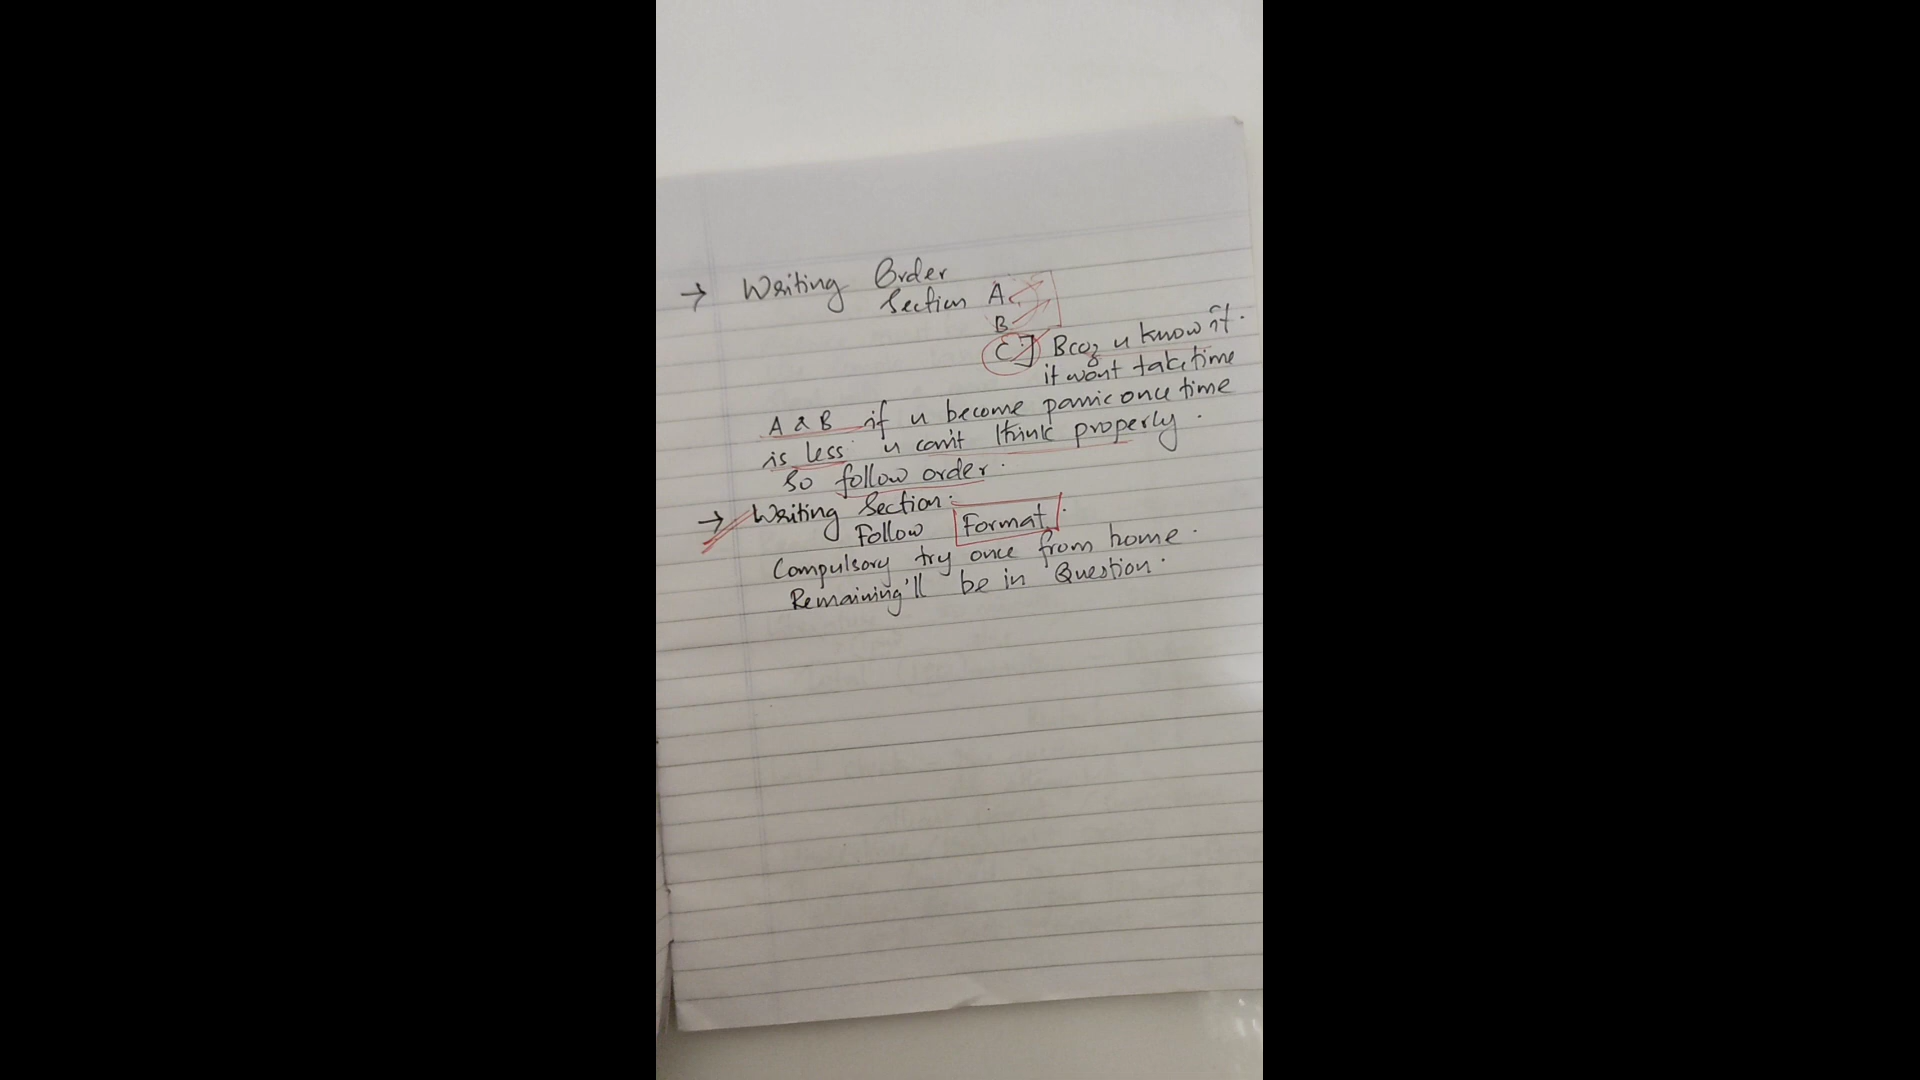 → Writing Order
Section A
B
C] Bcoz u know it.
it wont take time
A & B if u become panic once time
is less u can't think properly.
So follow order.
→ Writing Section:
Follow Format.
Compulsory try once from home.
Remaining'll be in Question.